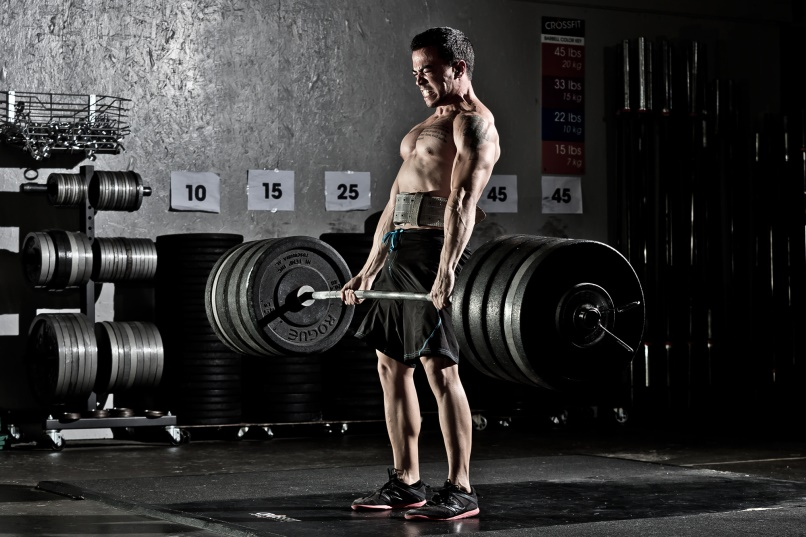 CROSSFIT
45 lbs
20 kg
33 lbs
15 kg
22 lbs
10 kg
15 lbs
7 kg
10
15
25
45
45
ROGUE